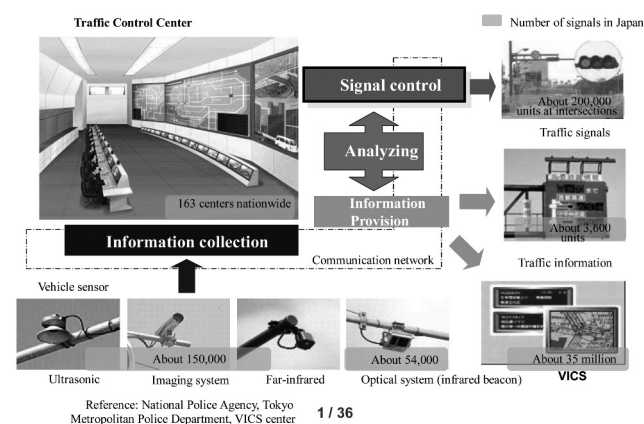 Traffic Control Center
Number of signals in Japan
Signal control
About 200,000
units at intersections
Traffic signals
Analyzing
163 centers nationwide
Information
Provision
About 3,600
units
Traffic information
Information collection
Communication network
Vehicle sensor
About 150,000
About 54,000
About 35 million
Ultrasonic
Imaging system
Far-infrared
Optical system (infrared beacon)
VICS
Reference: National Police Agency, Tokyo
Metropolitan Police Department, VICS center
1 / 36